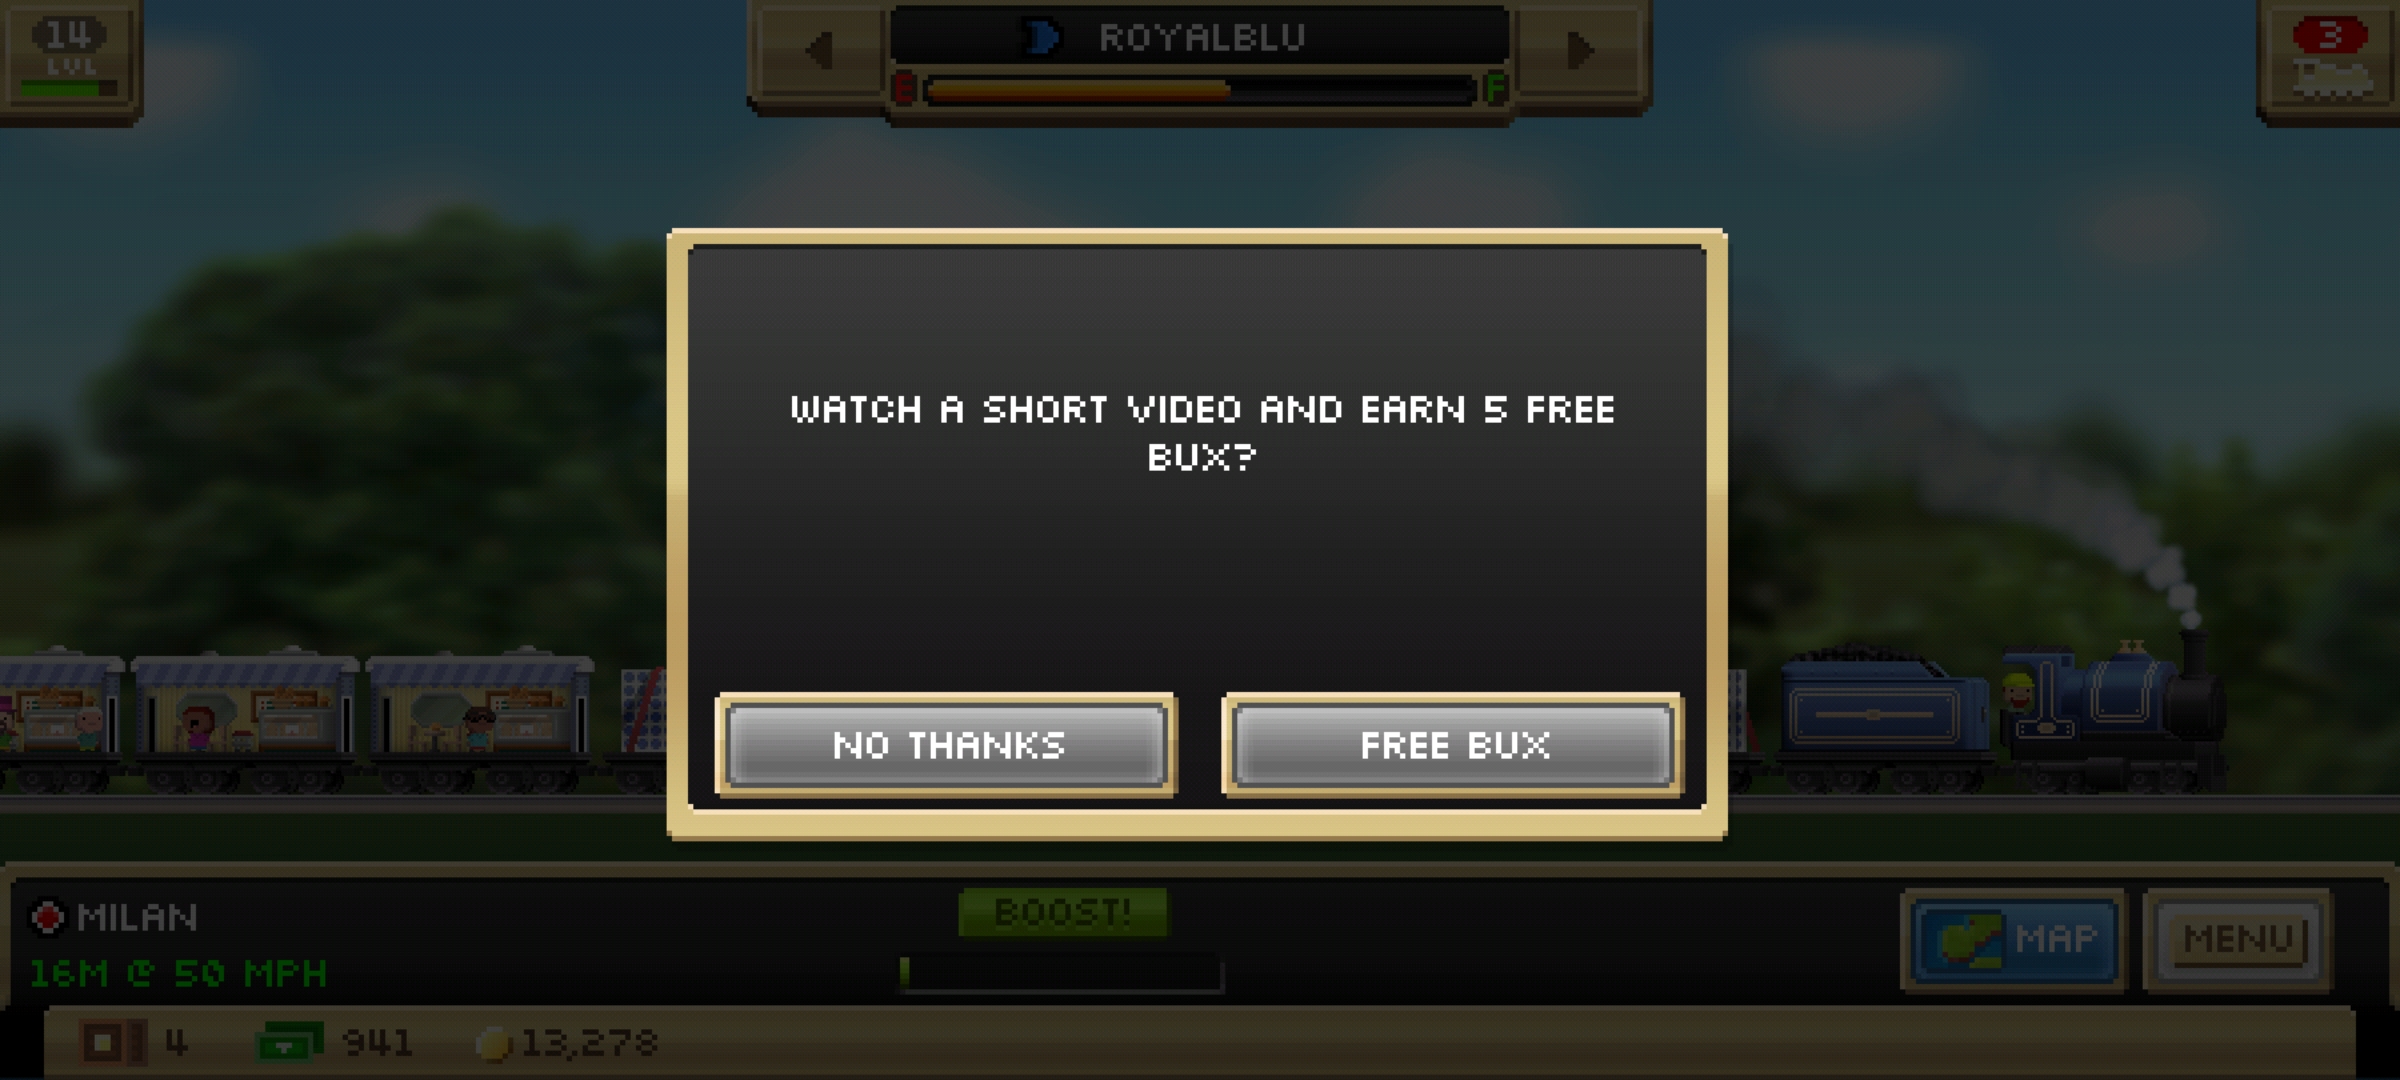 14
LVL
ROYALBLU
E
F
3
WATCH A SHORT VIDEO AND EARN 5 FREE
BUX?
NO THANKS
FREE BUX
MILAN
16M @ 50 MPH
BOOST!
MAP
MENU
4
941
13,278